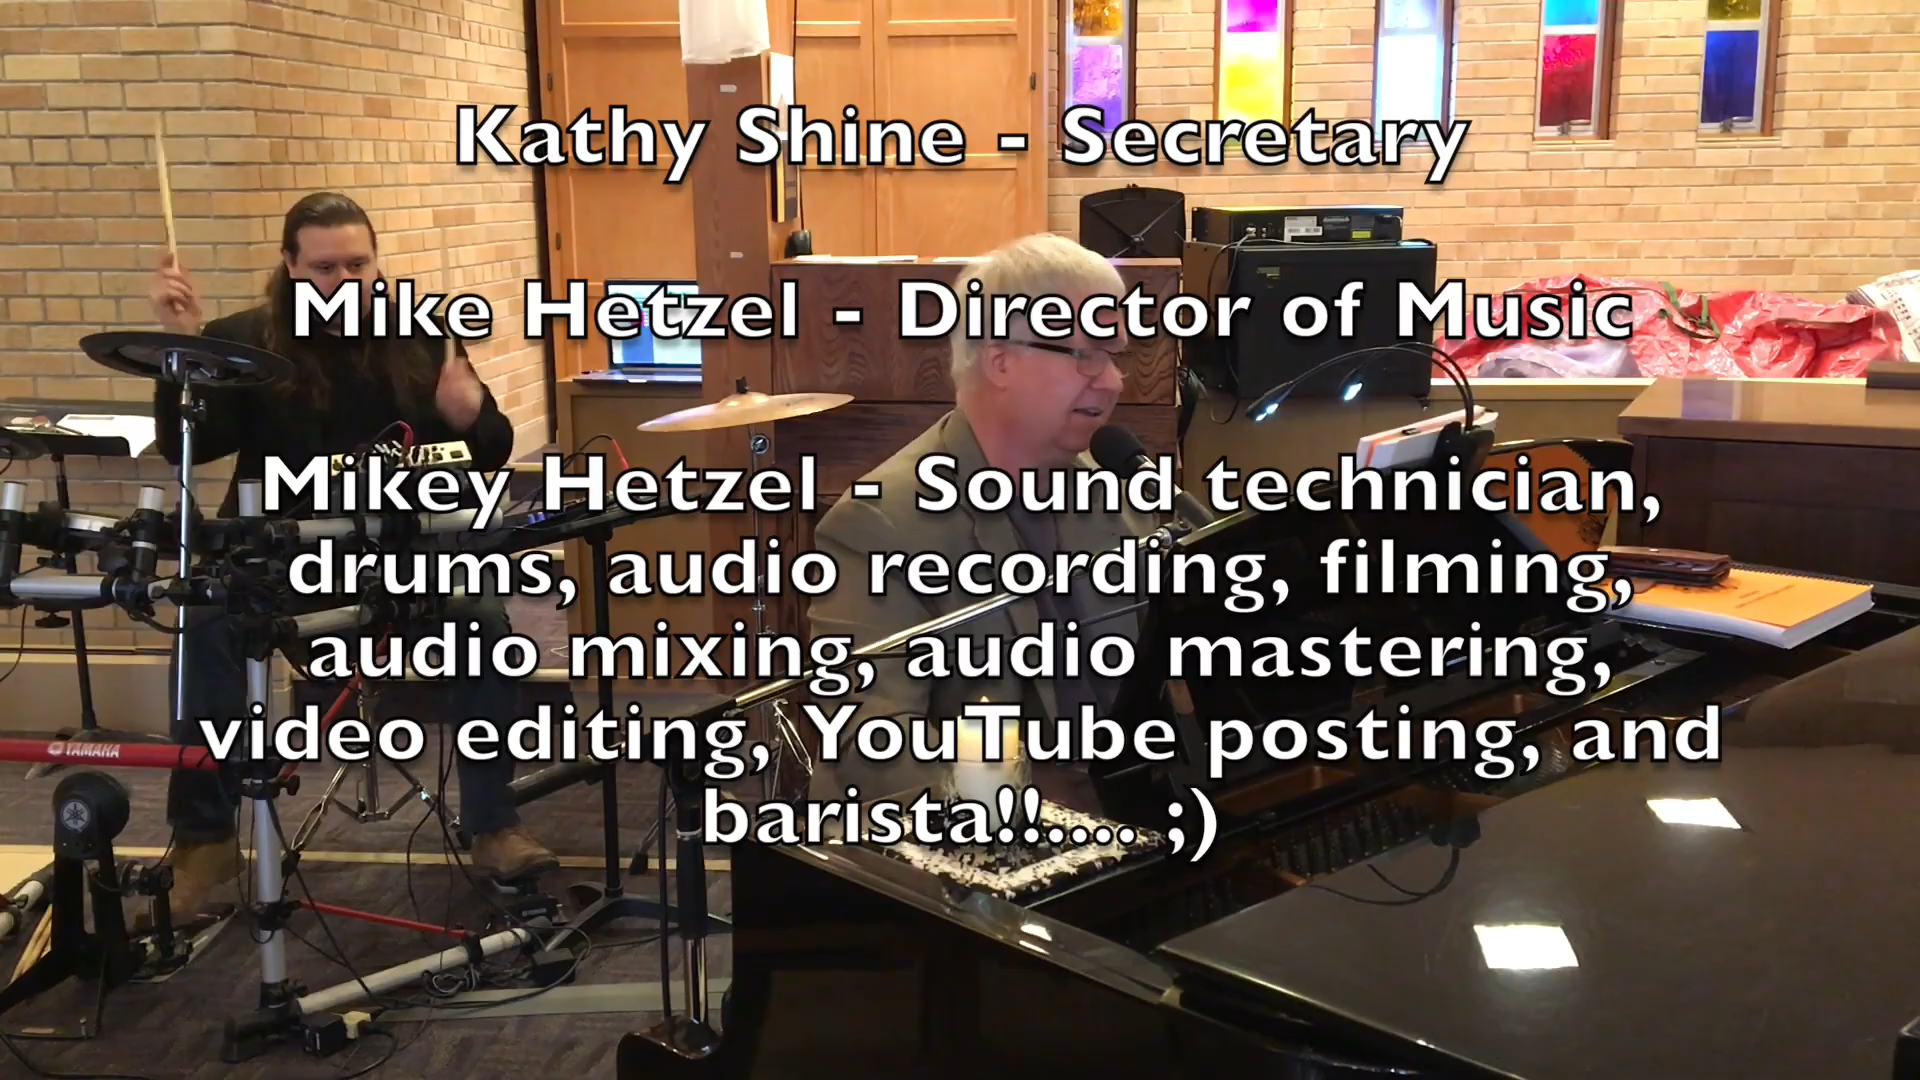 Kathy Shine - Secretary
Mike Hetzel - Director of Music
Mikey Hetzel - Sound technician,
drums, audio recording, filming,
audio mixing, audio mastering,
video editing, YouTube posting, and
barista!!.... ;)
YAMAHA